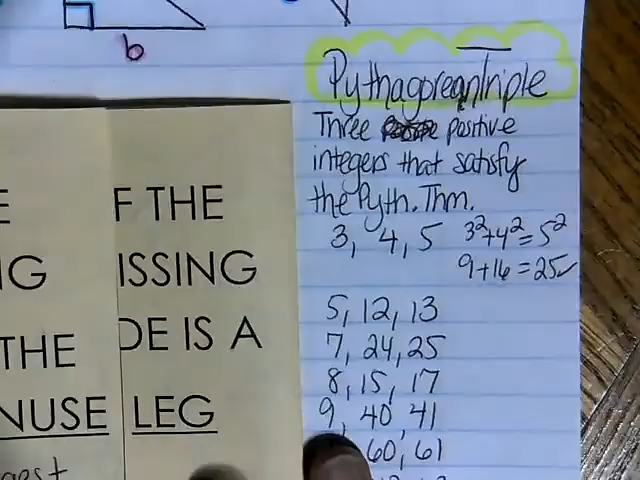 b
Pythagorean Triple
Three positive
integers that satisfy
the Pyth. Thm.
3, 4, 5 3²+4²=5²
9+16=25✓
5, 12, 13
7, 24, 25
8, 15, 17
9, 40, 41
60, 61
E
NG
THE
NUSE
gest
F THE
ISSING
DE IS A
LEG